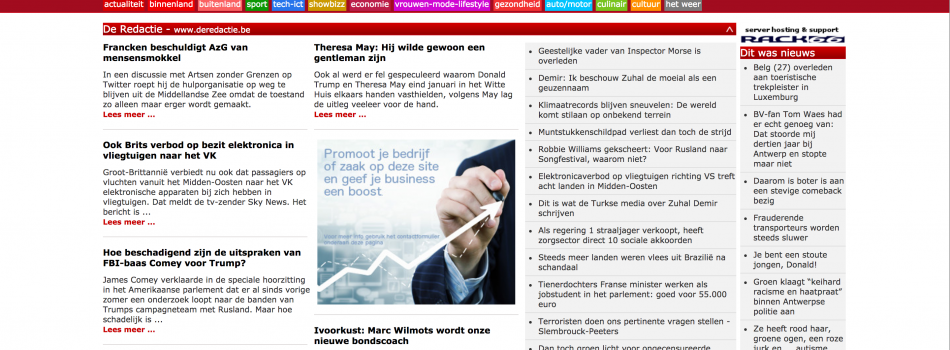 actualiteit binnenland buitenland sport tech-ict showbizz economie vrouwen-mode-lifestyle gezondheid auto/motor culinair cultuur het weer
De Redactie - www.deredactie.be
Francken beschuldigt AzG van
mensensmokkel
In een discussie met Artsen zonder Grenzen op
Twitter roept hij de hulporganisatie op weg te
blijven uit de Middellandse Zee omdat de toestand
zo alleen maar erger wordt gemaakt.
Lees meer ...
Ook Brits verbod op bezit elektronica in
vliegtuigen naar het VK
Groot-Brittannië verbiedt nu ook dat passagiers op
vluchten vanuit het Midden-Oosten naar het VK
elektronische apparaten bij zich hebben in
vliegtuigen. Dat meldt de tv-zender Sky News. Het
bericht is ...
Lees meer ...
Hoe beschadigend zijn de uitspraken van
FBI-baas Comey voor Trump?
James Comey verklaarde in de speciale hoorzitting
in het Amerikaanse parlement dat er al sinds vorige
zomer een onderzoek loopt naar de banden van
Trumps campagneteam met Rusland. Maar hoe
schadelijk is ...
Lees meer ...
Theresa May: Hij wilde gewoon een
gentleman zijn
Ook al werd er fel gespeculeerd waarom Donald
Trump en Theresa May eind januari in het Witte
Huis elkaars handen vasthielden, volgens May lag
de uitleg veeleer voor de hand.
Lees meer ...
Promoot je bedrijf
of zaak op deze site
en geef je business
een boost
Ivoorkust: Marc Wilmots wordt onze
nieuwe bondscoach
Geestelijke vader van Inspector Morse is
overleden
Demir: Ik beschouw Zuhal de moeial als een
geuzennaam
Klimaatrecords blijven sneuvelen: De wereld
komt stilaan op onbekend terrein
Muntstukkenschildpad verliest dan toch de strijd
Robbie Williams gekscheert: Voor Rusland naar
Songfestival, waarom niet?
Elektronicaverbod op vliegtuigen richting VS treft
acht landen in Midden-Oosten
Dit is wat de Turkse media over Zuhal Demir
schrijven
Als regering 1 straaljager verkoopt, heeft
zorgsector direct 10 sociale akkoorden
Steeds meer landen weren vlees uit Brazilië na
schandaal
Tienerdochters Franse minister werken als
jobstudent in het parlement: goed voor 55.000
euro
Terroristen doen ons pertinente vragen stellen -
Slembrouck-Peeters
Dan toch groen licht voor ongecensureerde
server hosting & support
RACK66
Dit was nieuws
Belg (27) overleden
aan toeristische
trekpleister in
Luxemburg
BV-fan Tom Waes had
er echt genoeg van:
Dat stoorde mij
dertien jaar bij
Antwerp en stopte
maar niet
Daarom is boter is aan
een stevige comeback
bezig
Frauderende
transporteurs worden
steeds sluwer
Je bent een stoute
jongen, Donald!
Groen klaagt "keihard
racisme en haatpraat"
binnen Antwerpse
politie aan
Ze heeft rood haar,
groene ogen, een roze
jurk en ... autisme